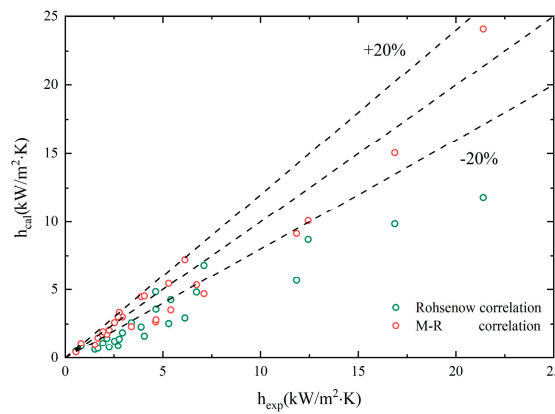 25
20
15
10
5
0
h_cal(kW/m²·K)
+20%
-20%
Rohsenow correlation
M-R correlation
0 5 10 15 20 25
h_exp(kW/m²·K)